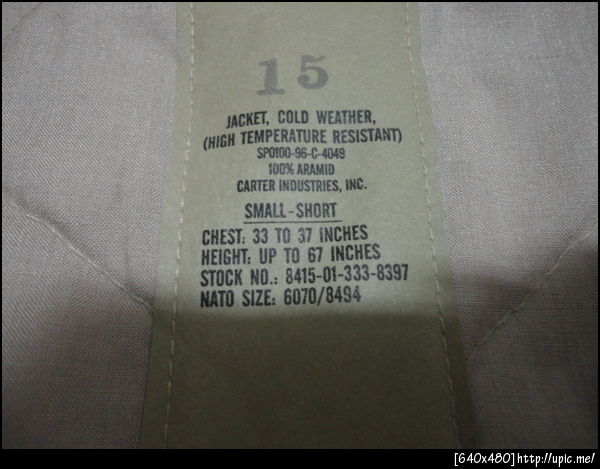 15
JACKET, COLD WEATHER,
(HIGH TEMPERATURE RESISTANT)
SPO100-96-C-4049
100% ARAMID
CARTER INDUSTRIES, INC.
SMALL-SHORT
CHEST: 33 TO 37 INCHES
HEIGHT: UP TO 67 INCHES
STOCK NO.: 8415-01-333-8397
NATO SIZE: 6070/8494
[640x480]http://upic.me/